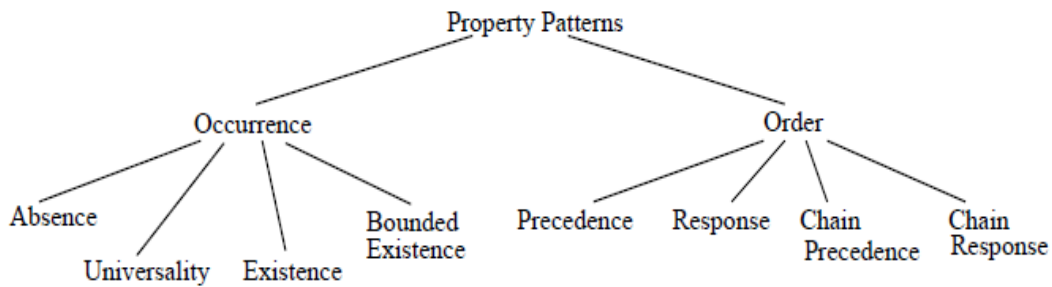 Property Patterns
Occurrence
Order
Absence
Universality
Existence
Bounded
Existence
Precedence
Response
Chain
Precedence
Chain
Response